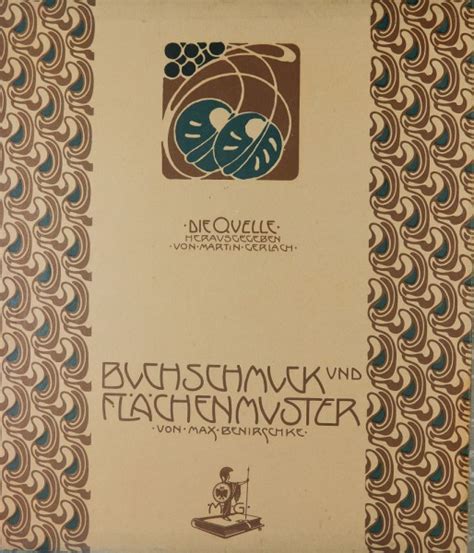 ·DIE QUELLE·
HERAUSGEGEBEN
·VON·MARTIN·GERLACH·
BUCHSCHMUCK UND
FLÄCHENMUSTER
·VON·MAX·BENIRSCHKE·
M G·